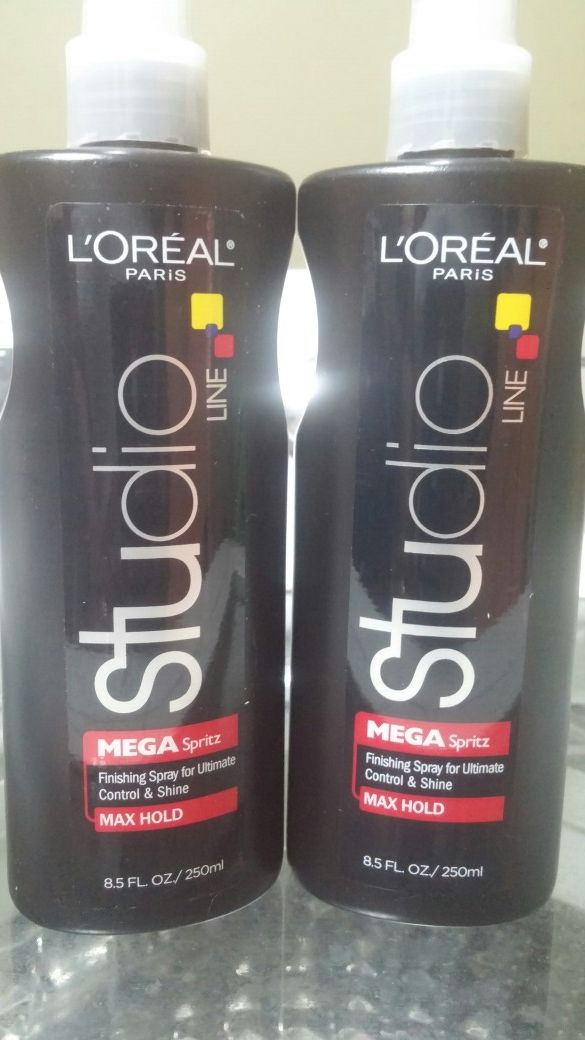 L'ORÉAL®
PARIS
studio
LINE
MEGA Spritz
Finishing Spray for Ultimate
Control & Shine
MAX HOLD
8.5 FL. OZ./ 250ml
L'ORÉAL®
PARIS
studio
LINE
MEGA Spritz
Finishing Spray for Ultimate
Control & Shine
MAX HOLD
8.5 FL. OZ./ 250ml